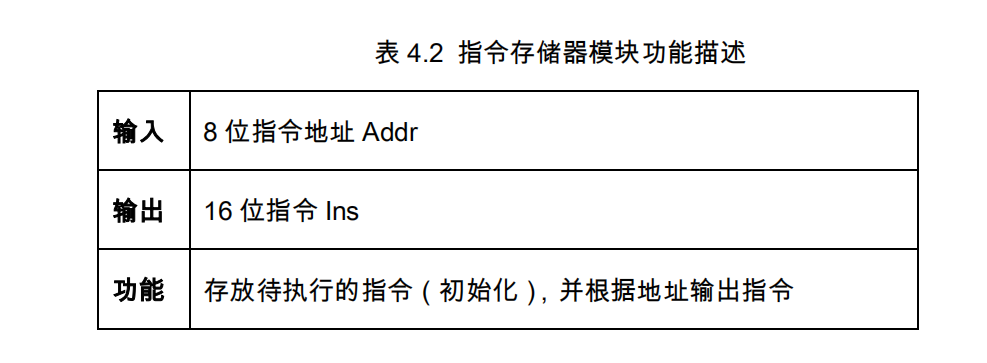 表 4.2 指令存储器模块功能描述
输入 8 位指令地址 Addr
输出 16 位指令 Ins
功能 存放待执行的指令（初始化），并根据地址输出指令